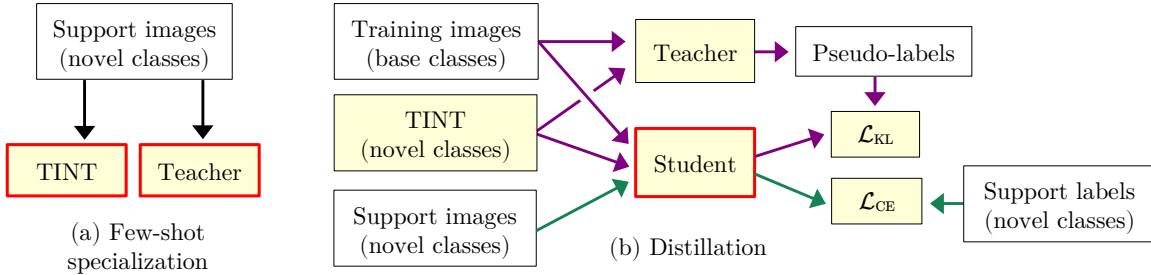 Support images
(novel classes)
TINT
Teacher
(a) Few-shot
specialization
Training images
(base classes)
TINT
(novel classes)
Support images
(novel classes)
Teacher
Student
Pseudo-labels
ℒKL
ℒCE
Support labels
(novel classes)
(b) Distillation